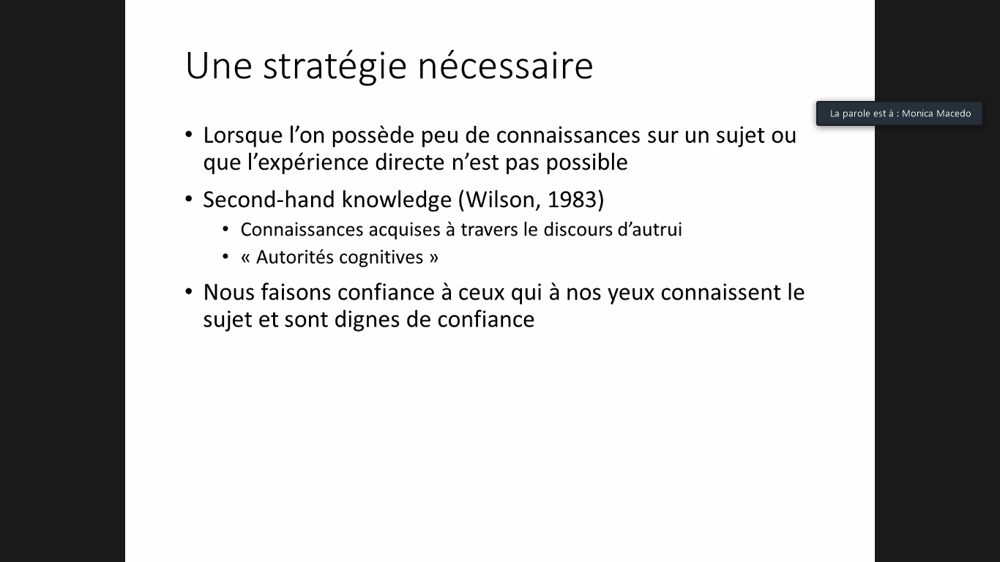 Une stratégie nécessaire
La parole est à : Monica Macedo
• Lorsque l’on possède peu de connaissances sur un sujet ou
que l’expérience directe n’est pas possible
• Second-hand knowledge (Wilson, 1983)
• Connaissances acquises à travers le discours d’autrui
• « Autorités cognitives »
• Nous faisons confiance à ceux qui à nos yeux connaissent le
sujet et sont dignes de confiance